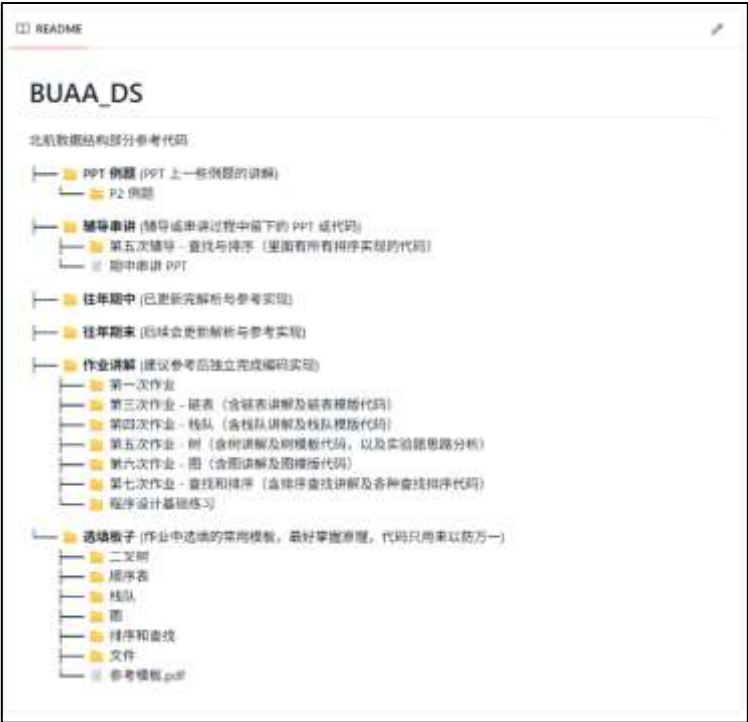 README
BUAA_DS
北航数据结构部分参考代码
PPT 例题 (PPT 上一些例题的讲解)
P2 例题
辅导串讲 (辅导或串讲过程中留下的 PPT 或代码)
第五次辅导 - 查找与排序（里面有所有排序实现的代码）
期中串讲 PPT
往年期中 (已更新完解析与参考实现)
往年期末 (后续会更新解析与参考实现)
作业讲解 (建议参考后独立完成编码实现)
第一次作业
第三次作业 - 链表（含链表讲解及链表模版代码）
第四次作业 - 栈队（含栈队讲解及栈队模版代码）
第五次作业 - 树（含树讲解及树模板代码，以及实验题思路分析）
第六次作业 - 图（含图讲解及图模版代码）
第七次作业 - 查找和排序（含排序查找讲解及各种查找排序代码）
程序设计基础练习
选填板子 (作业中选填的常用模板，最好掌握原理，代码只用来以防万一)
二叉树
顺序表
栈队
图
排序和查找
文件
参考模板.pdf